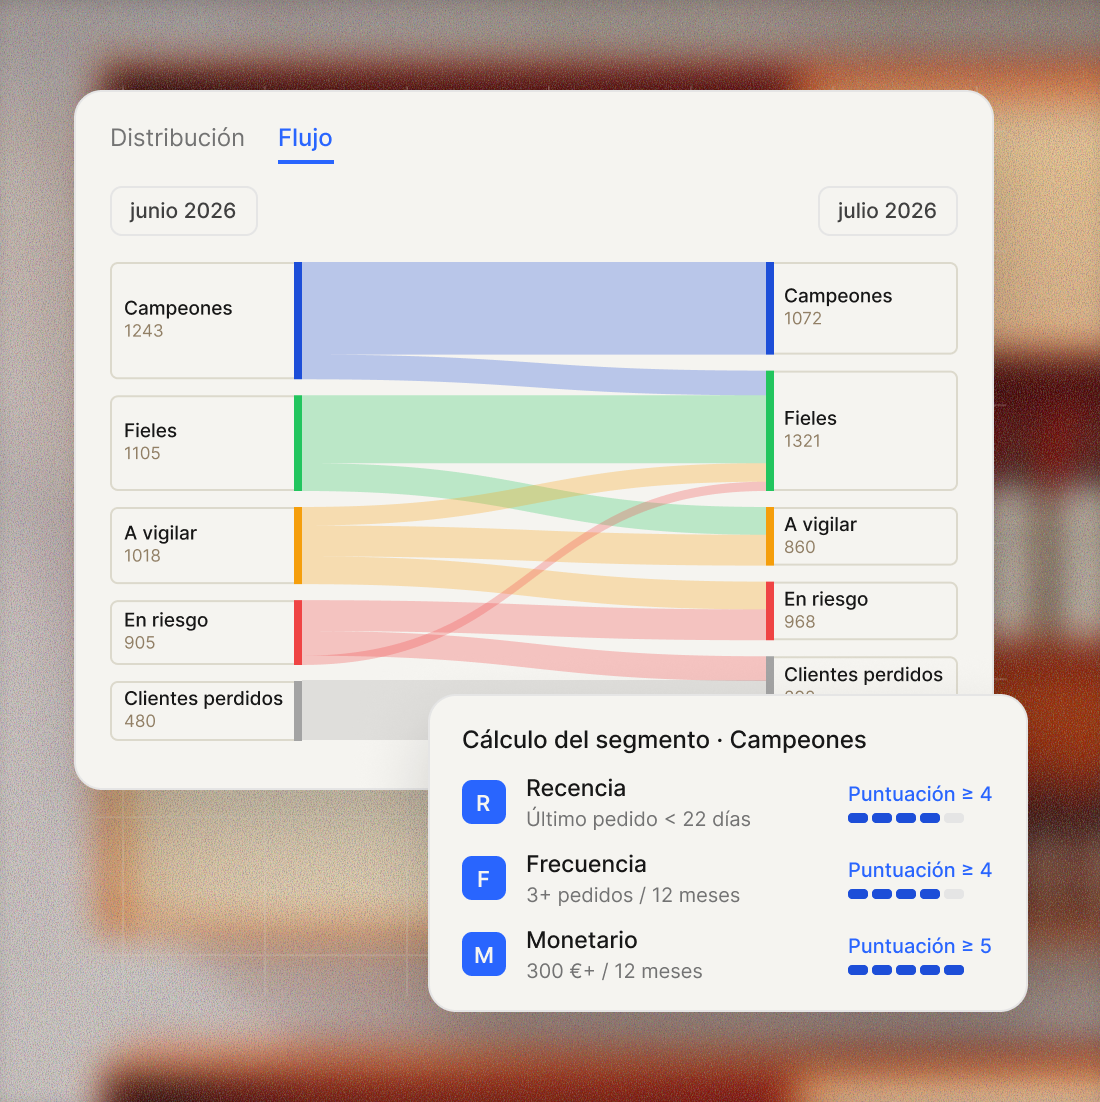 Distribución
Flujo
junio 2026
julio 2026
Campeones
1243
Fieles
1105
A vigilar
1018
En riesgo
905
Clientes perdidos
480
Campeones
1072
Fieles
1321
A vigilar
860
En riesgo
968
Clientes perdidos
Cálculo del segmento · Campeones
R
Recencia
Último pedido < 22 días
Puntuación ≥ 4
F
Frecuencia
3+ pedidos / 12 meses
Puntuación ≥ 4
M
Monetario
300 €+ / 12 meses
Puntuación ≥ 5